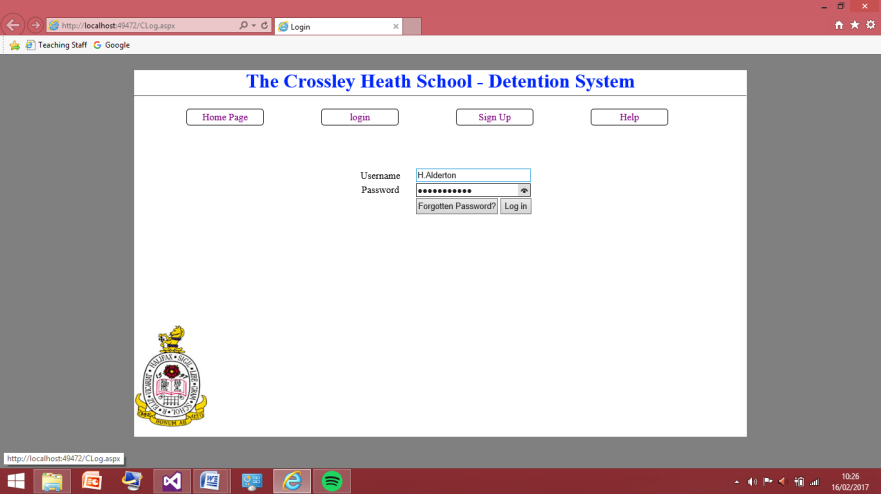 http://localhost:49472/CLog.aspx
Login
Teaching Staff
Google
The Crossley Heath School - Detention System
Home Page
login
Sign Up
Help
Username
H.Alderton
Password
Forgotten Password?
Log in
http://localhost:49472/CLog.aspx
10:26
16/02/2017